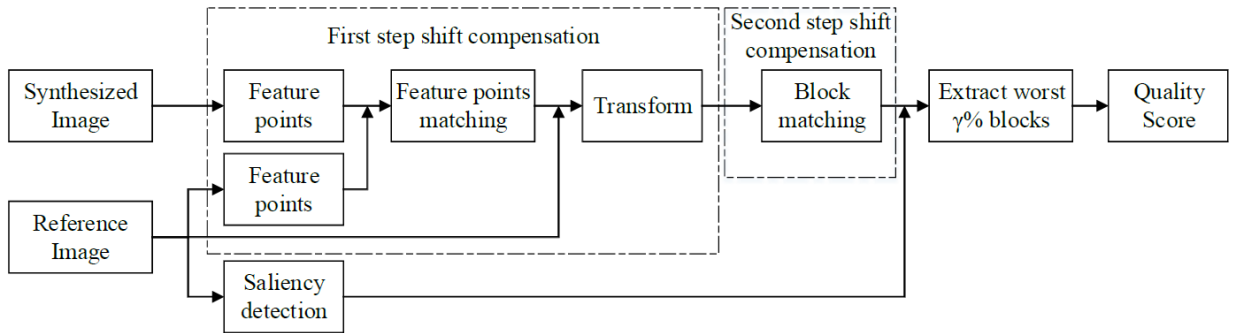 First step shift compensation
Second step shift
compensation
Synthesized
Image
Feature
points
Feature points
matching
Transform
Block
matching
Extract worst
γ% blocks
Quality
Score
Feature
points
Reference
Image
Saliency
detection